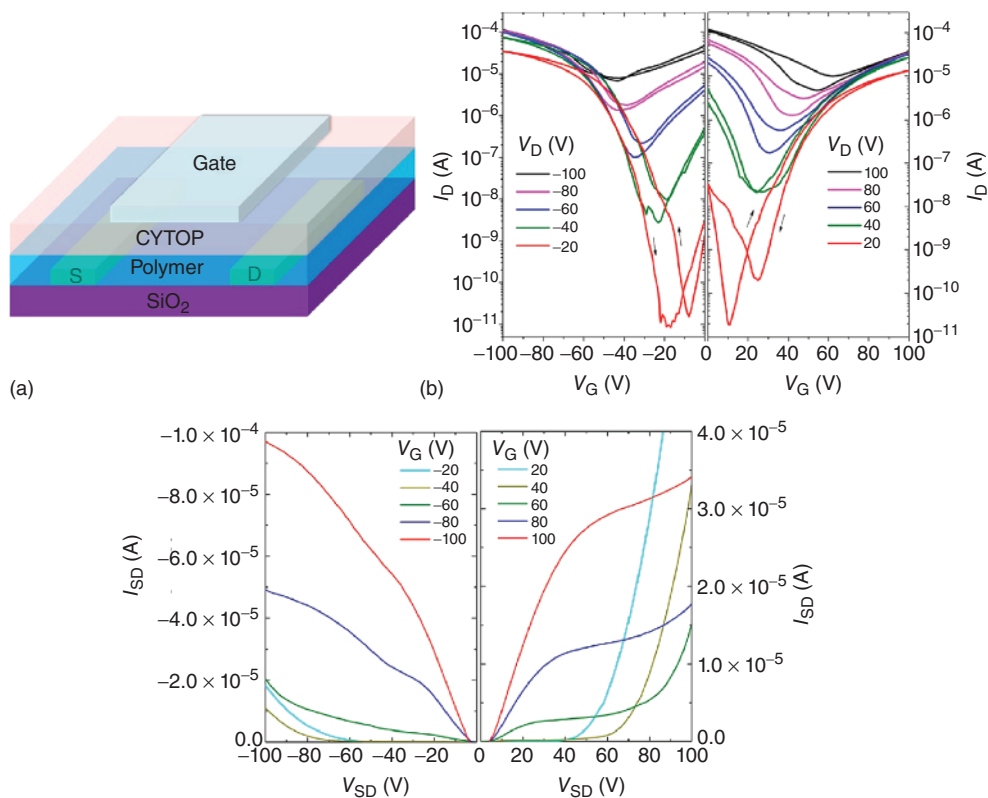 Gate
CYTOP
Polymer
S
D
SiO₂
(a)
10⁻⁴
10⁻⁵
10⁻⁶
10⁻⁷
10⁻⁸
10⁻⁹
10⁻¹⁰
10⁻¹¹
I_D (A)
V_D (V)
−100
−80
−60
−40
−20
−100 −80 −60 −40 −20 0
V_G (V)
V_D (V)
100
80
60
40
20
20 40 60 80 100
V_G (V)
10⁻⁴
10⁻⁵
10⁻⁶
10⁻⁷
10⁻⁸
10⁻⁹
10⁻¹⁰
10⁻¹¹
I_D (A)
(b)
−1.0 × 10⁻⁴
−8.0 × 10⁻⁵
−6.0 × 10⁻⁵
−4.0 × 10⁻⁵
−2.0 × 10⁻⁵
0.0
I_SD (A)
V_G (V)
−20
−40
−60
−80
−100
−100 −80 −60 −40 −20
V_SD (V)
V_G (V)
20
40
60
80
100
0 20 40 60 80 100
V_SD (V)
4.0 × 10⁻⁵
3.0 × 10⁻⁵
2.0 × 10⁻⁵
1.0 × 10⁻⁵
0.0
I_SD (A)